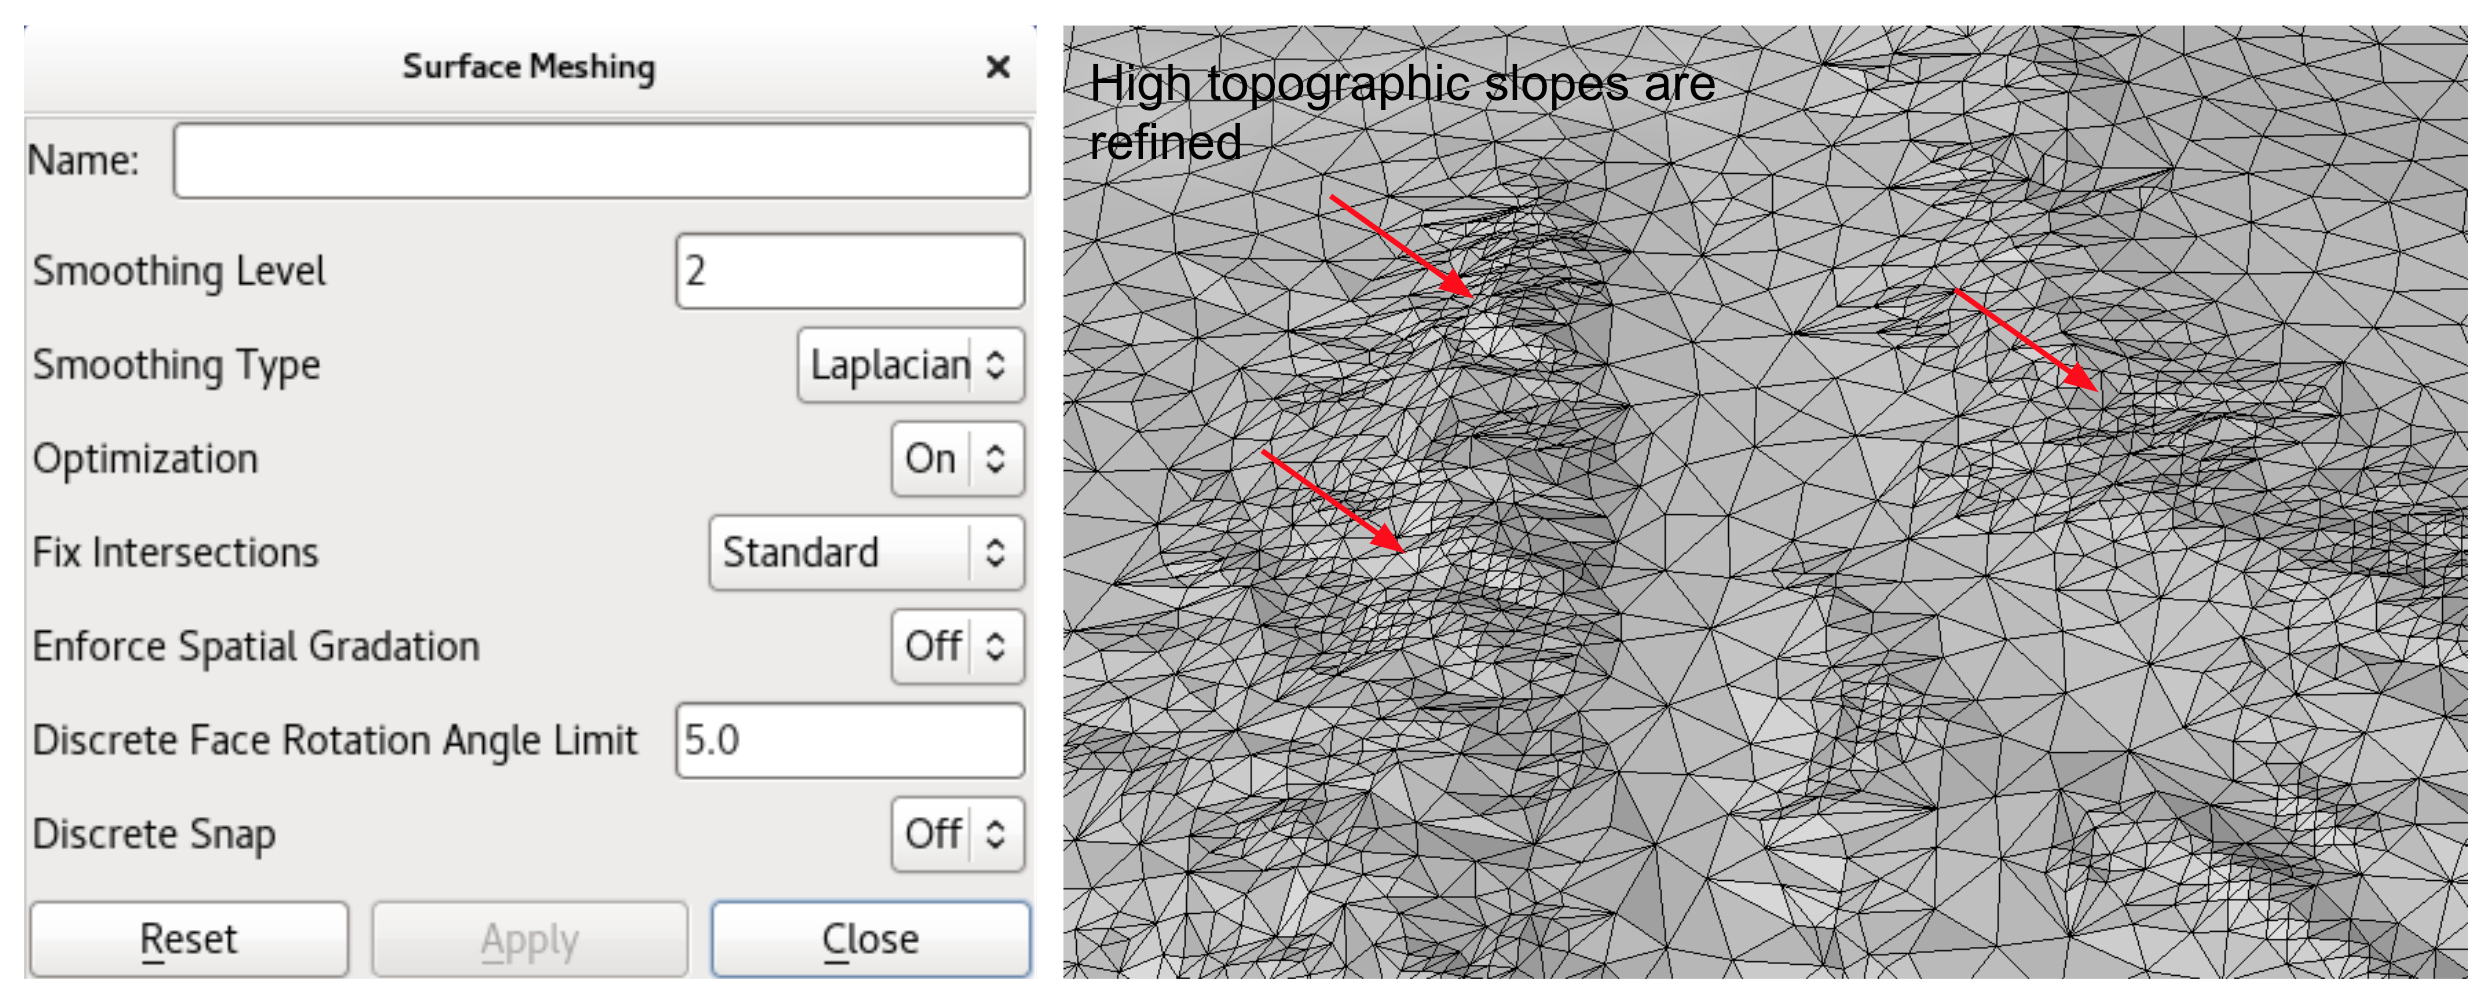 Surface Meshing
Name:
Smoothing Level 2
Smoothing Type Laplacian
Optimization On
Fix Intersections Standard
Enforce Spatial Gradation Off
Discrete Face Rotation Angle Limit 5.0
Discrete Snap Off
Reset Apply Close
High topographic slopes are
refined